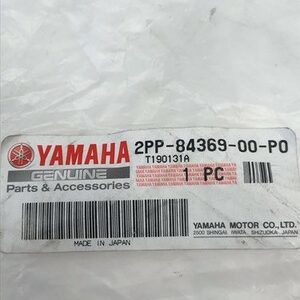 YAMAHA
GENUINE
Parts & Accessories
2PP-84369-00-P0
T190131A
1 PC
MADE IN JAPAN
YAMAHA MOTOR CO.,LTD.
2500 SHINGAI, IWATA, SHIZUOKA, JAPAN